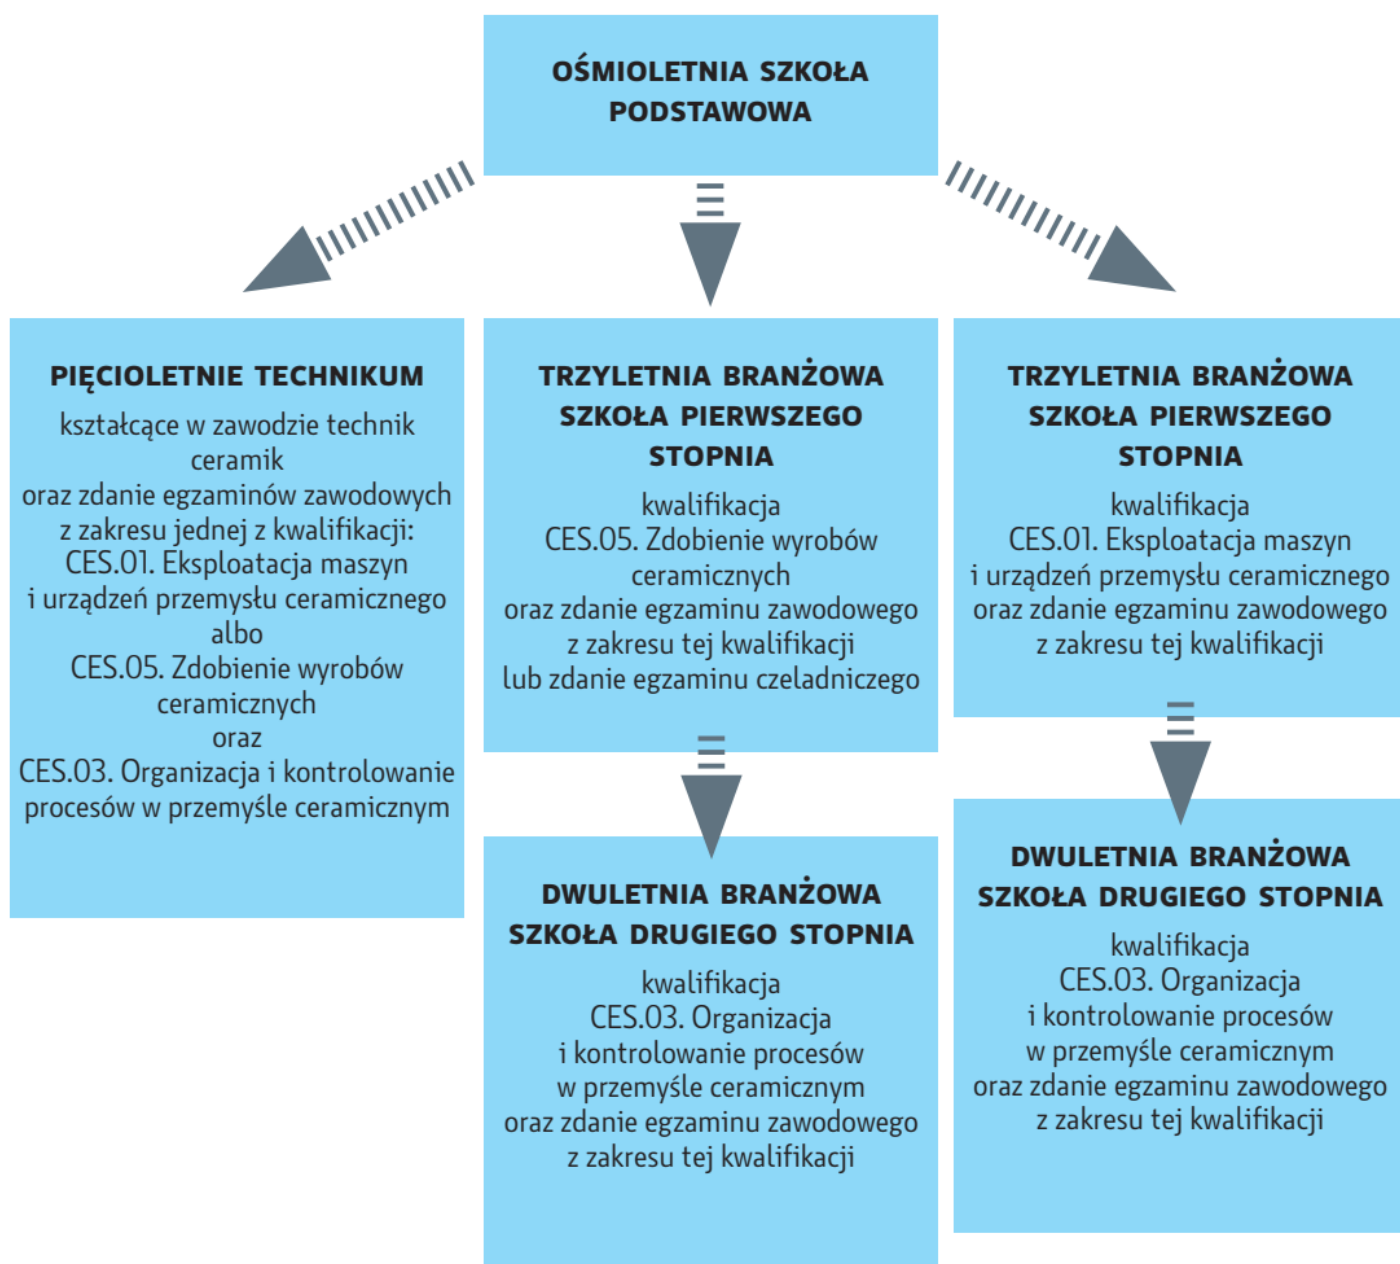 OŚMIOLETNIA SZKOŁA
PODSTAWOWA
PIĘCIOLETNIE TECHNIKUM
kształcące w zawodzie technik
ceramik
oraz zdanie egzaminów zawodowych
z zakresu jednej z kwalifikacji:
CES.01. Eksploatacja maszyn
i urządzeń przemysłu ceramicznego
albo
CES.05. Zdobienie wyrobów
ceramicznych
oraz
CES.03. Organizacja i kontrolowanie
procesów w przemyśle ceramicznym
TRZYLETNIA BRANŻOWA
SZKOŁA PIERWSZEGO
STOPNIA
kwalifikacja
CES.05. Zdobienie wyrobów
ceramicznych
oraz zdanie egzaminu zawodowego
z zakresu tej kwalifikacji
lub zdanie egzaminu czeladniczego
DWULETNIA BRANŻOWA
SZKOŁA DRUGIEGO STOPNIA
kwalifikacja
CES.03. Organizacja
i kontrolowanie procesów
w przemyśle ceramicznym
oraz zdanie egzaminu zawodowego
z zakresu tej kwalifikacji
TRZYLETNIA BRANŻOWA
SZKOŁA PIERWSZEGO
STOPNIA
kwalifikacja
CES.01. Eksploatacja maszyn
i urządzeń przemysłu ceramicznego
oraz zdanie egzaminu zawodowego
z zakresu tej kwalifikacji
DWULETNIA BRANŻOWA
SZKOŁA DRUGIEGO STOPNIA
kwalifikacja
CES.03. Organizacja
i kontrolowanie procesów
w przemyśle ceramicznym
oraz zdanie egzaminu zawodowego
z zakresu tej kwalifikacji